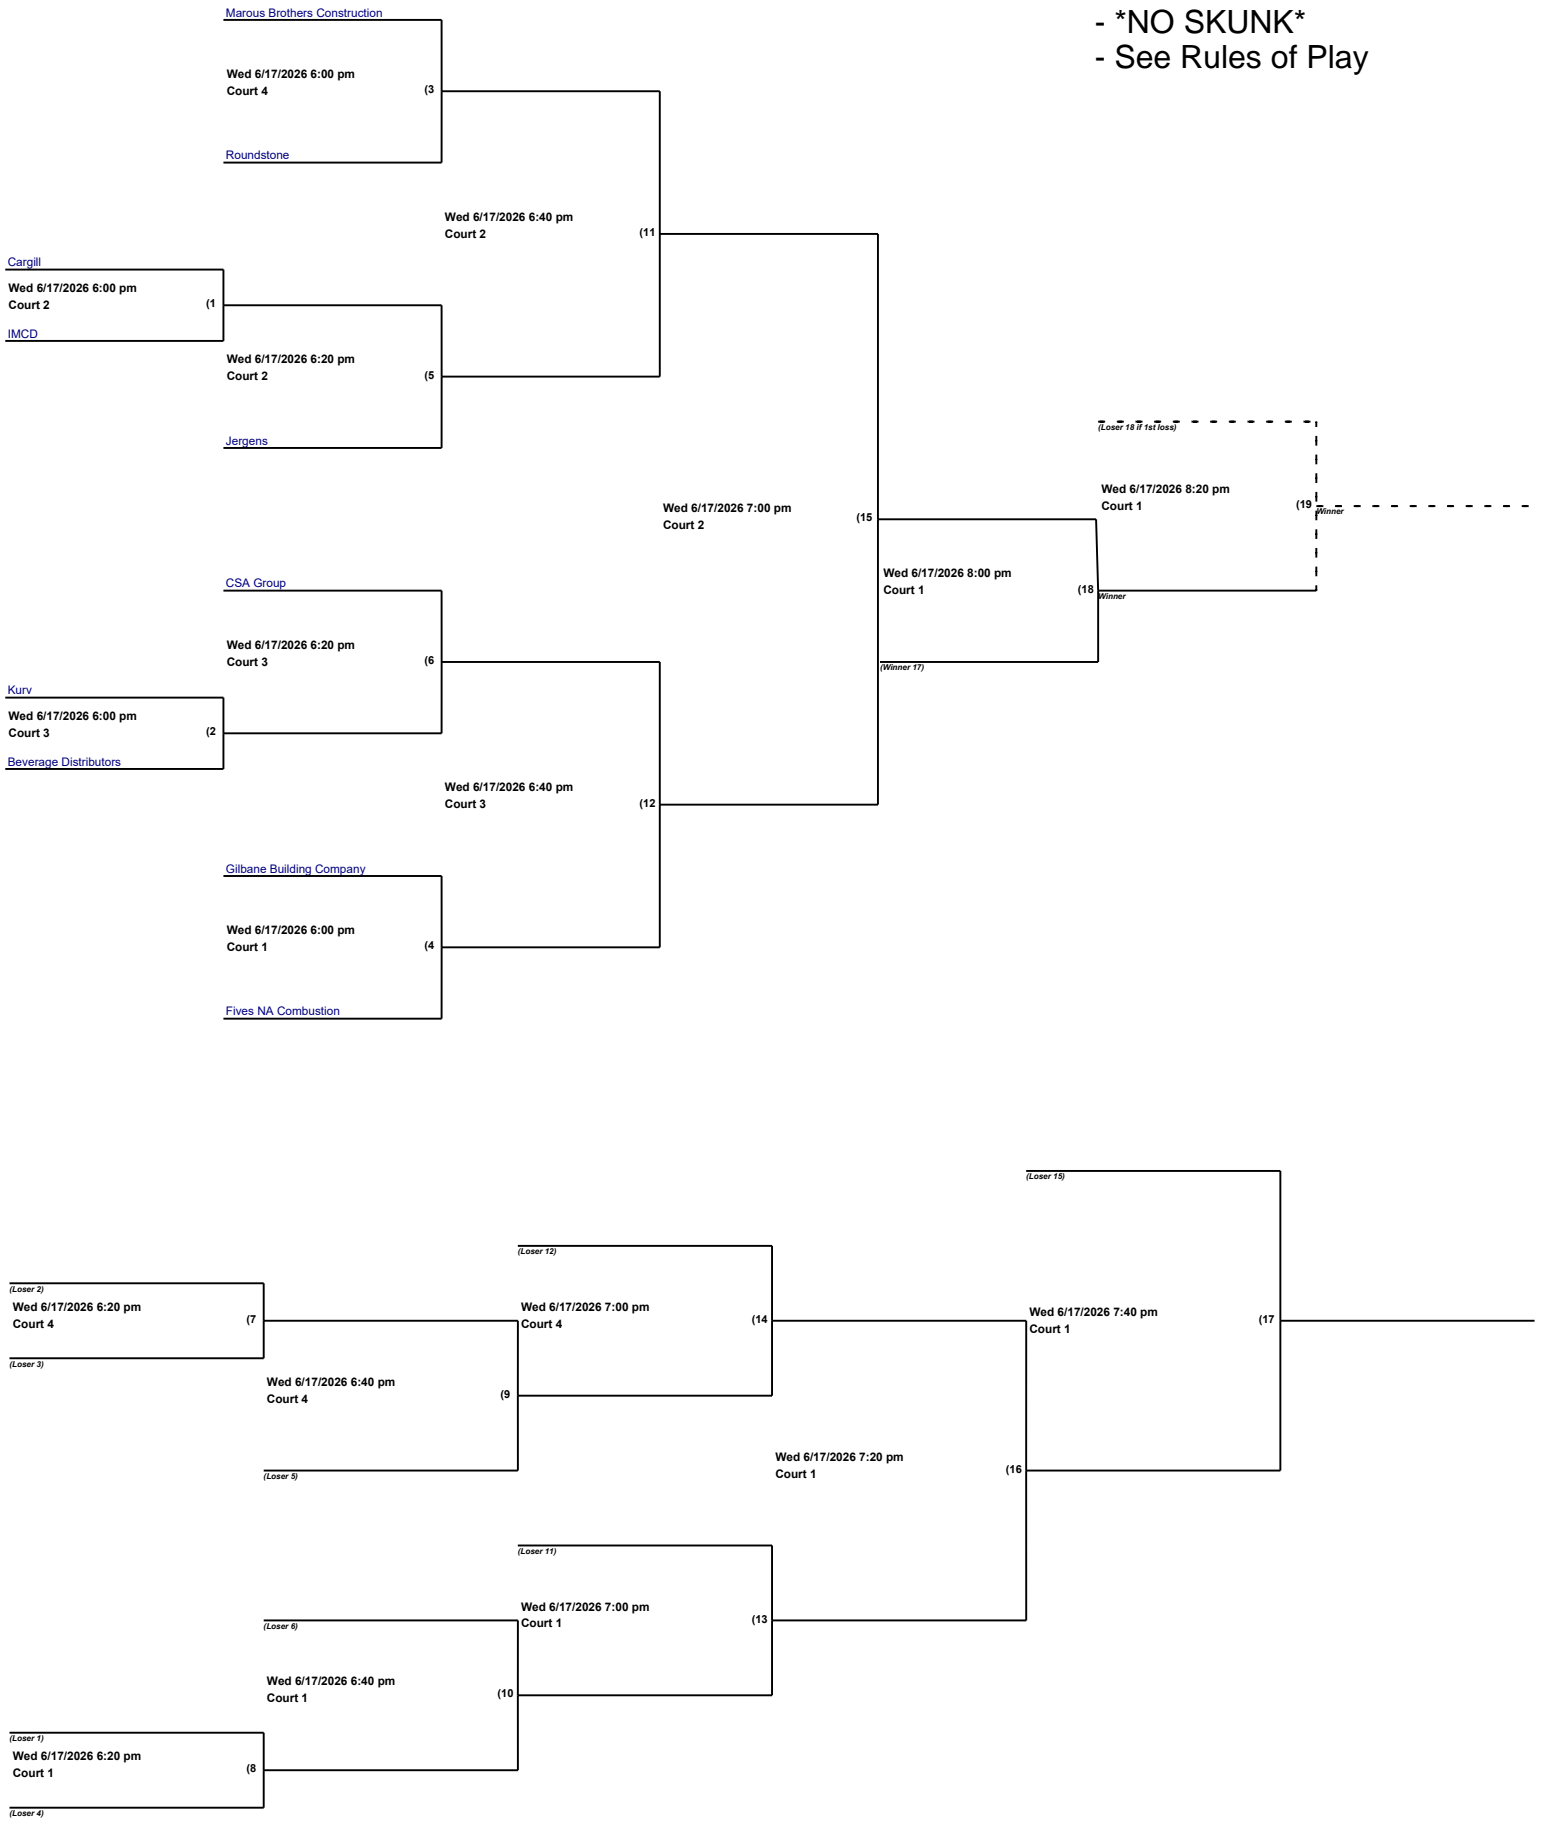 - *NO SKUNK*
- See Rules of Play
Marous Brothers Construction
Wed 6/17/2026 6:00 pm
Court 4
(3
Roundstone
Wed 6/17/2026 6:40 pm
Court 2
(11
Cargill
Wed 6/17/2026 6:00 pm
Court 2
(1
IMCD
Wed 6/17/2026 6:20 pm
Court 2
(5
Jergens
(Loser 18 if 1st loss)
Wed 6/17/2026 8:20 pm
Court 1
(19
Winner
Wed 6/17/2026 7:00 pm
Court 2
(15
CSA Group
Wed 6/17/2026 8:00 pm
Court 1
(18
Winner
Wed 6/17/2026 6:20 pm
Court 3
(6
(Winner 17)
Kurv
Wed 6/17/2026 6:00 pm
Court 3
(2
Beverage Distributors
Wed 6/17/2026 6:40 pm
Court 3
(12
Gilbane Building Company
Wed 6/17/2026 6:00 pm
Court 1
(4
Fives NA Combustion
(Loser 15)
(Loser 12)
(Loser 2)
Wed 6/17/2026 6:20 pm
Court 4
(7
(Loser 3)
Wed 6/17/2026 7:00 pm
Court 4
(14
Wed 6/17/2026 7:40 pm
Court 1
(17
Wed 6/17/2026 6:40 pm
Court 4
(9
(Loser 5)
Wed 6/17/2026 7:20 pm
Court 1
(16
(Loser 11)
Wed 6/17/2026 7:00 pm
Court 1
(13
(Loser 6)
Wed 6/17/2026 6:40 pm
Court 1
(10
(Loser 1)
Wed 6/17/2026 6:20 pm
Court 1
(8
(Loser 4)